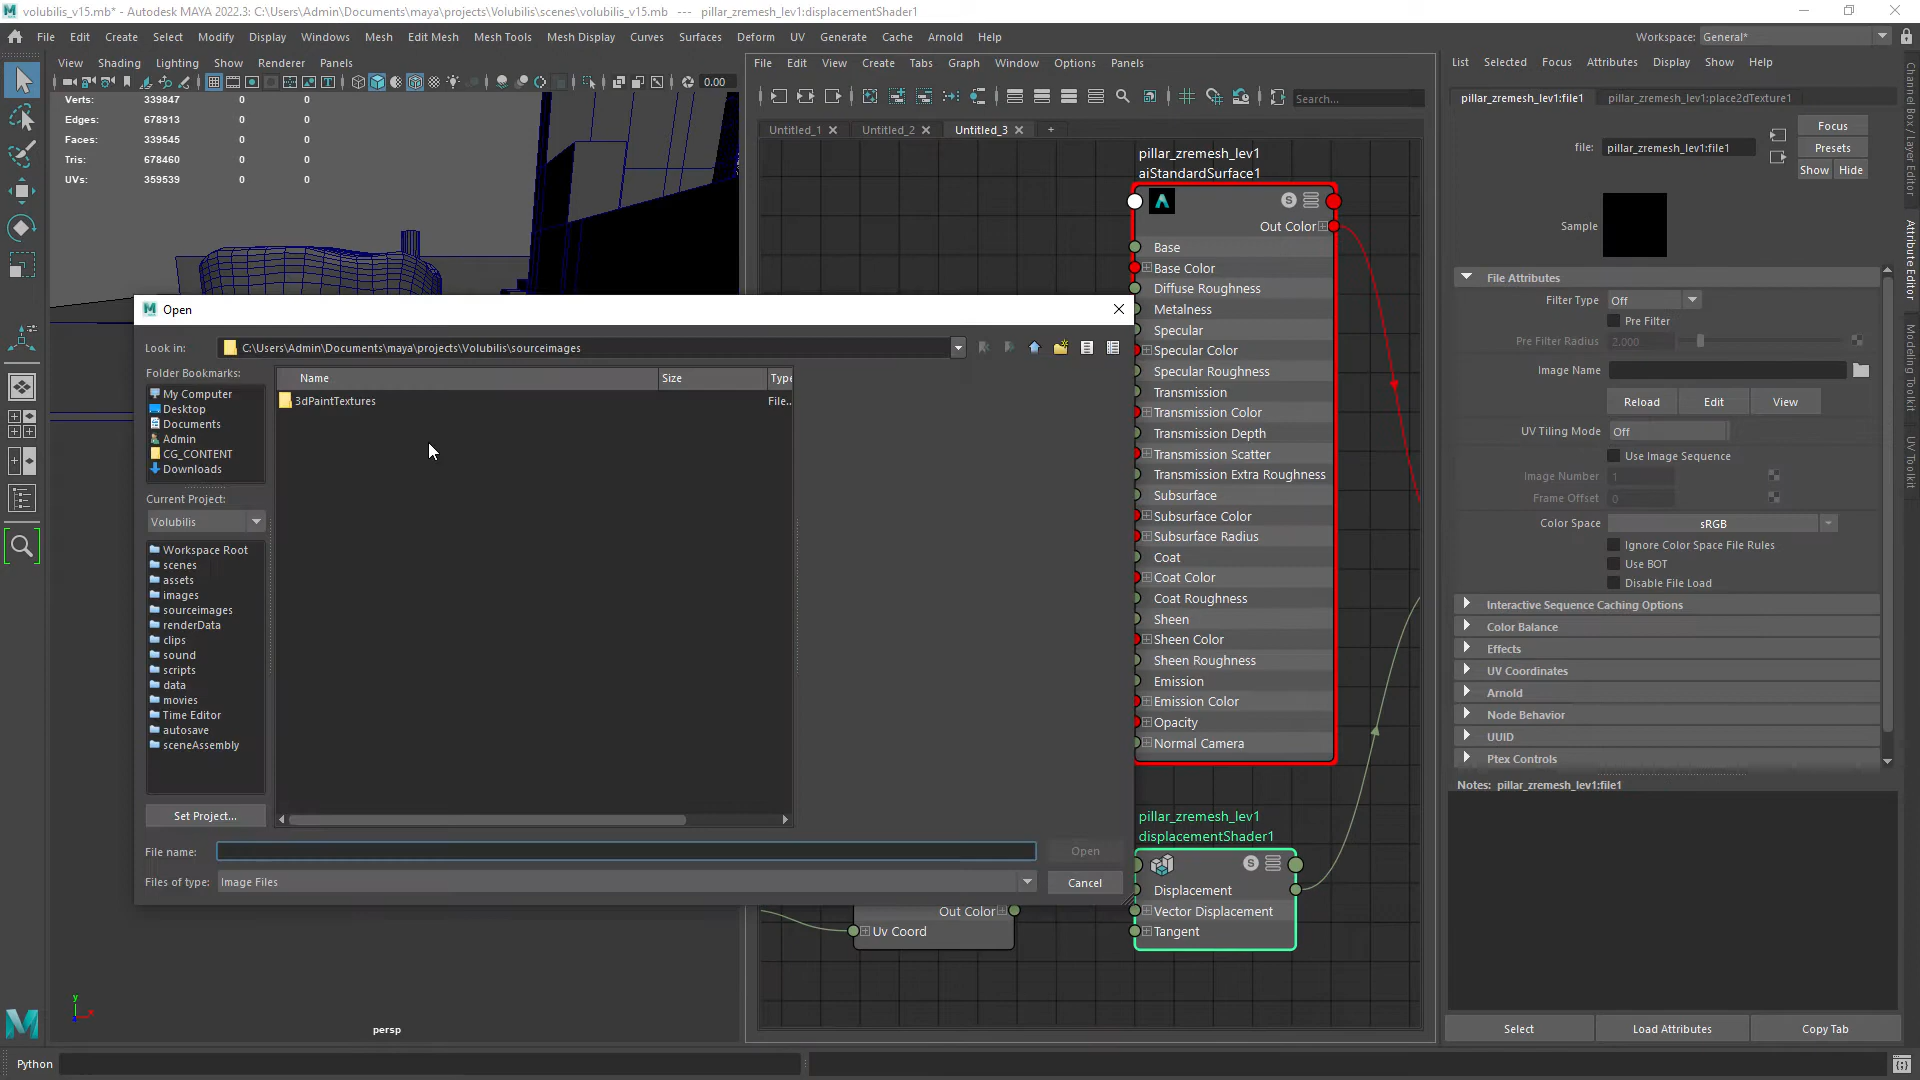 volubilis_v15.mb* - Autodesk MAYA 2022.3: C:\Users\Admin\Documents\maya\projects\Volubilis\scenes\volubilis_v15.mb --- pillar_zremesh_lev1:displacementShader1
File Edit Create Select Modify Display Windows Mesh Edit Mesh Mesh Tools Mesh Display Curves Surfaces Deform UV Generate Cache Arnold Help
Workspace: General*
View Shading Lighting Show Renderer Panels
0.00
Verts: 339847 0 0
Edges: 678913 0 0
Faces: 339545 0 0
Tris: 678460 0 0
UVs: 359539 0 0
File Edit View Create Tabs Graph Window Options Panels
Search...
Untitled_1 Untitled_2 Untitled_3 +
pillar_zremesh_lev1
aiStandardSurface1
Out Color
Base
Base Color
Diffuse Roughness
Metalness
Specular
Specular Color
Specular Roughness
Transmission
Transmission Color
Transmission Depth
Transmission Scatter
Transmission Extra Roughness
Subsurface
Subsurface Color
Subsurface Radius
Coat
Coat Color
Coat Roughness
Sheen
Sheen Color
Sheen Roughness
Emission
Emission Color
Opacity
Normal Camera
pillar_zremesh_lev1
displacementShader1
Displacement
Vector Displacement
Tangent
Out Color
Uv Coord
Open
Look in: C:\Users\Admin\Documents\maya\projects\Volubilis\sourceimages
Folder Bookmarks:
My Computer
Desktop
Documents
Admin
CG_CONTENT
Downloads
Current Project:
Volubilis
Workspace Root
scenes
assets
images
sourceimages
renderData
clips
sound
scripts
data
movies
Time Editor
autosave
sceneAssembly
Set Project...
Name Size Type
3dPaintTextures File..
File name: Open
Files of type: Image Files Cancel
persp
List Selected Focus Attributes Display Show Help
pillar_zremesh_lev1:file1 pillar_zremesh_lev1:place2dTexture1
file: pillar_zremesh_lev1:file1
Focus
Presets
Show Hide
Sample
File Attributes
Filter Type Off
Pre Filter
Pre Filter Radius 2.000
Image Name
Reload Edit View
UV Tiling Mode Off
Use Image Sequence
Image Number 1
Frame Offset 0
Color Space sRGB
Ignore Color Space File Rules
Use BOT
Disable File Load
Interactive Sequence Caching Options
Color Balance
Effects
UV Coordinates
Arnold
Node Behavior
UUID
Ptex Controls
Notes: pillar_zremesh_lev1:file1
Select Load Attributes Copy Tab
Channel Box / Layer Editor
Attribute Editor
Modeling Toolkit
UV Toolkit
Python